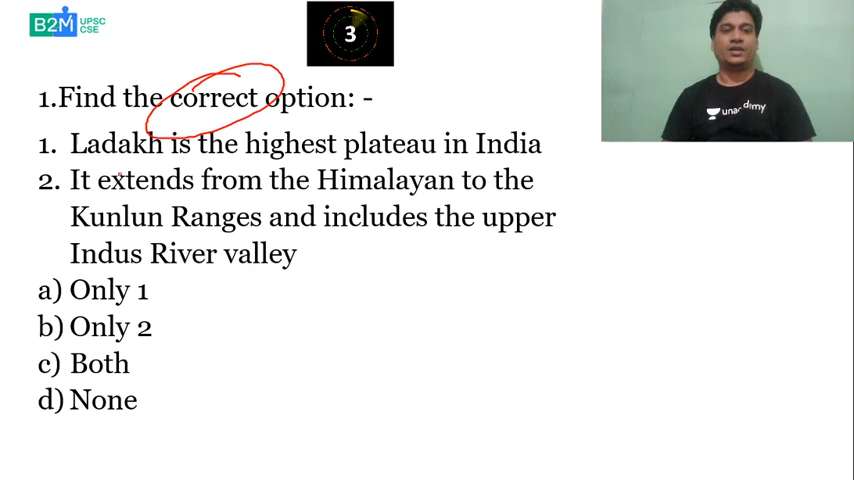 B2M UPSC
CSE
3
unacademy
1.Find the correct option: -
1. Ladakh is the highest plateau in India
2. It extends from the Himalayan to the
Kunlun Ranges and includes the upper
Indus River valley
a) Only 1
b) Only 2
c) Both
d) None